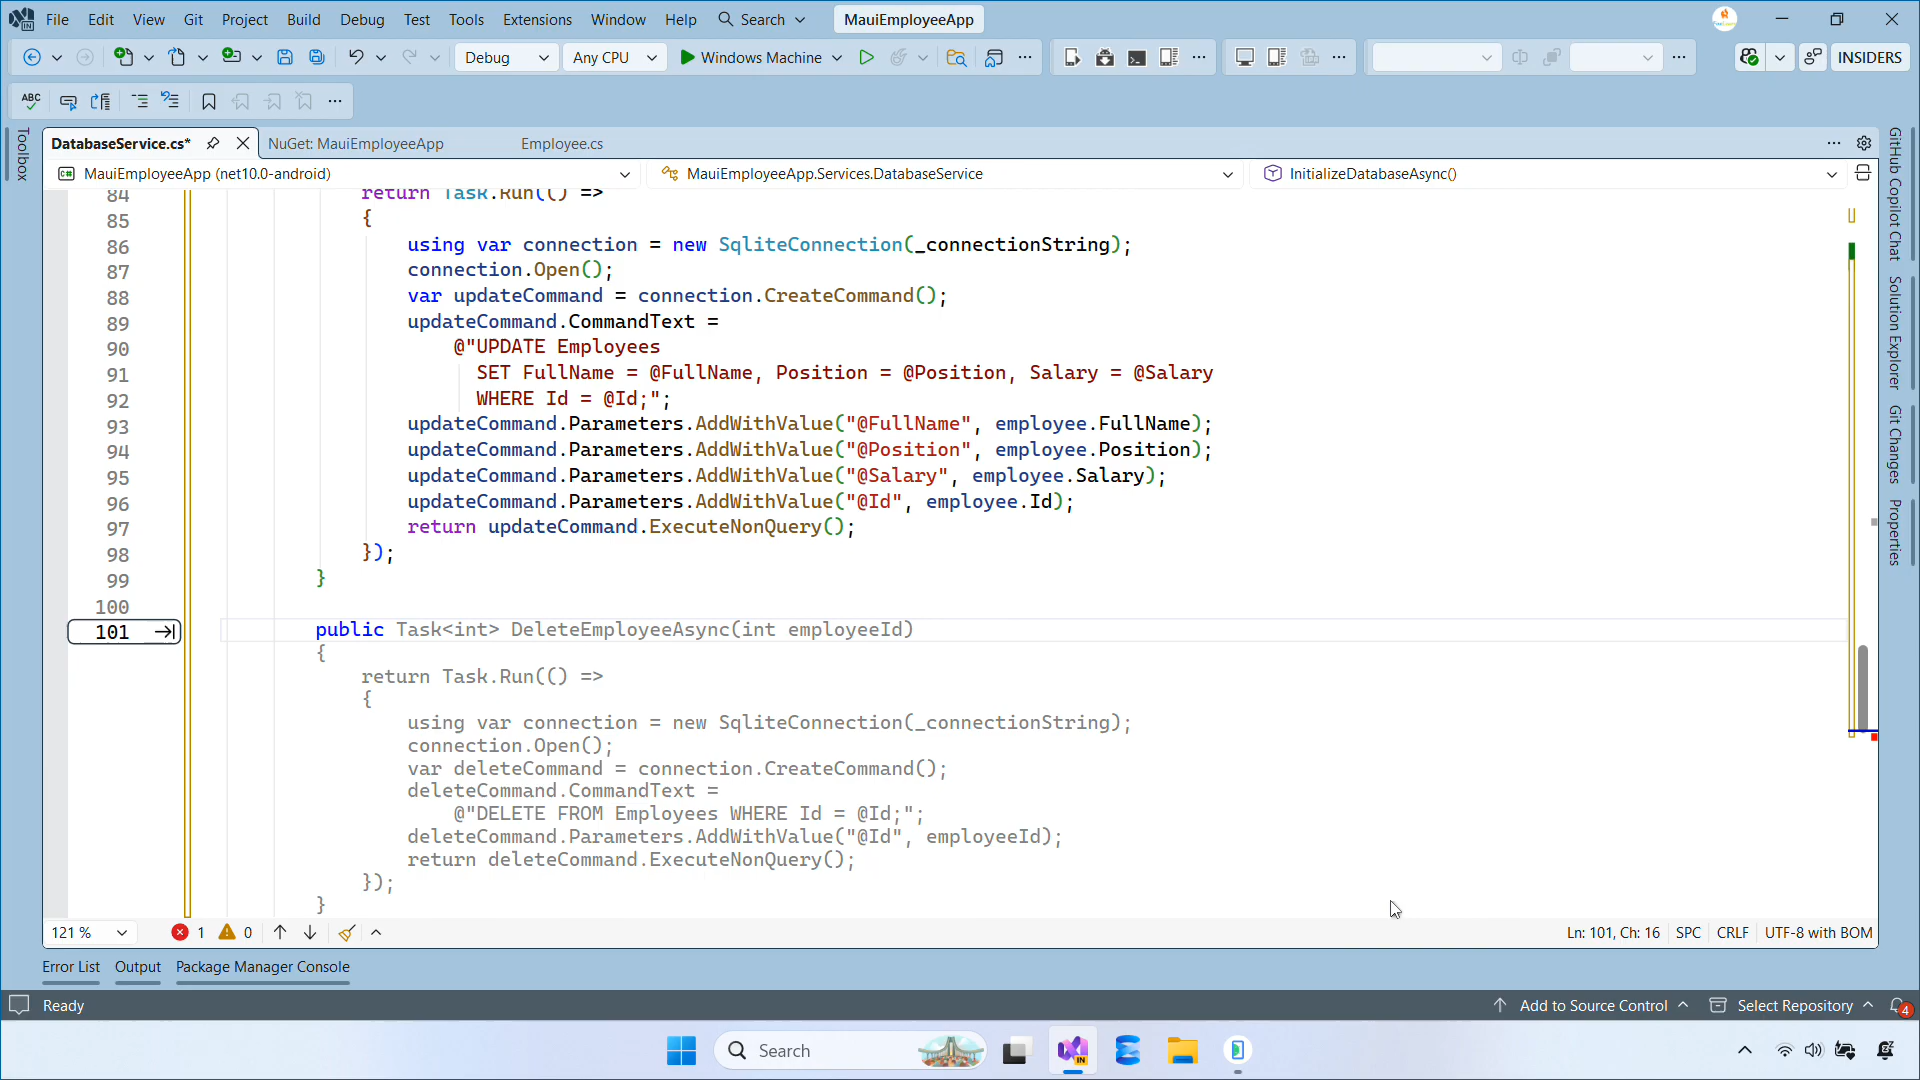 File Edit View Git Project Build Debug Test Tools Extensions Window Help Search MauiEmployeeApp
Debug Any CPU Windows Machine INSIDERS
ABC
DatabaseService.cs* NuGet: MauiEmployeeApp Employee.cs
MauiEmployeeApp (net10.0-android) MauiEmployeeApp.Services.DatabaseService InitializeDatabaseAsync()
Toolbox
84 return Task.Run(() =>
85 {
86 using var connection = new SqliteConnection(_connectionString);
87 connection.Open();
88 var updateCommand = connection.CreateCommand();
89 updateCommand.CommandText =
90 @"UPDATE Employees
91 SET FullName = @FullName, Position = @Position, Salary = @Salary
92 WHERE Id = @Id;";
93 updateCommand.Parameters.AddWithValue("@FullName", employee.FullName);
94 updateCommand.Parameters.AddWithValue("@Position", employee.Position);
95 updateCommand.Parameters.AddWithValue("@Salary", employee.Salary);
96 updateCommand.Parameters.AddWithValue("@Id", employee.Id);
97 return updateCommand.ExecuteNonQuery();
98 });
99 }
100
101 public Task<int> DeleteEmployeeAsync(int employeeId)
{
return Task.Run(() =>
{
using var connection = new SqliteConnection(_connectionString);
connection.Open();
var deleteCommand = connection.CreateCommand();
deleteCommand.CommandText =
@"DELETE FROM Employees WHERE Id = @Id;";
deleteCommand.Parameters.AddWithValue("@Id", employeeId);
return deleteCommand.ExecuteNonQuery();
});
}
GitHub Copilot Chat
Solution Explorer
Git Changes
Properties
121 % 1 0 Ln: 101, Ch: 16 SPC CRLF UTF-8 with BOM
Error List Output Package Manager Console
Ready Add to Source Control Select Repository 4
Search